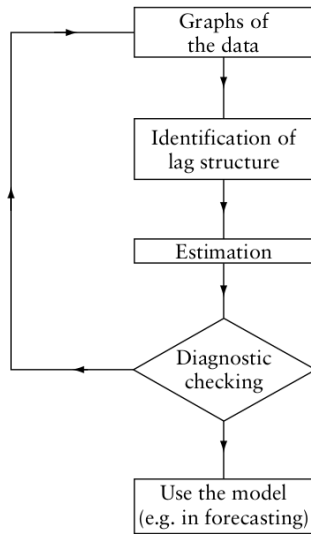 Graphs of
the data
Identification of
lag structure
Estimation
Diagnostic
checking
Use the model
(e.g. in forecasting)